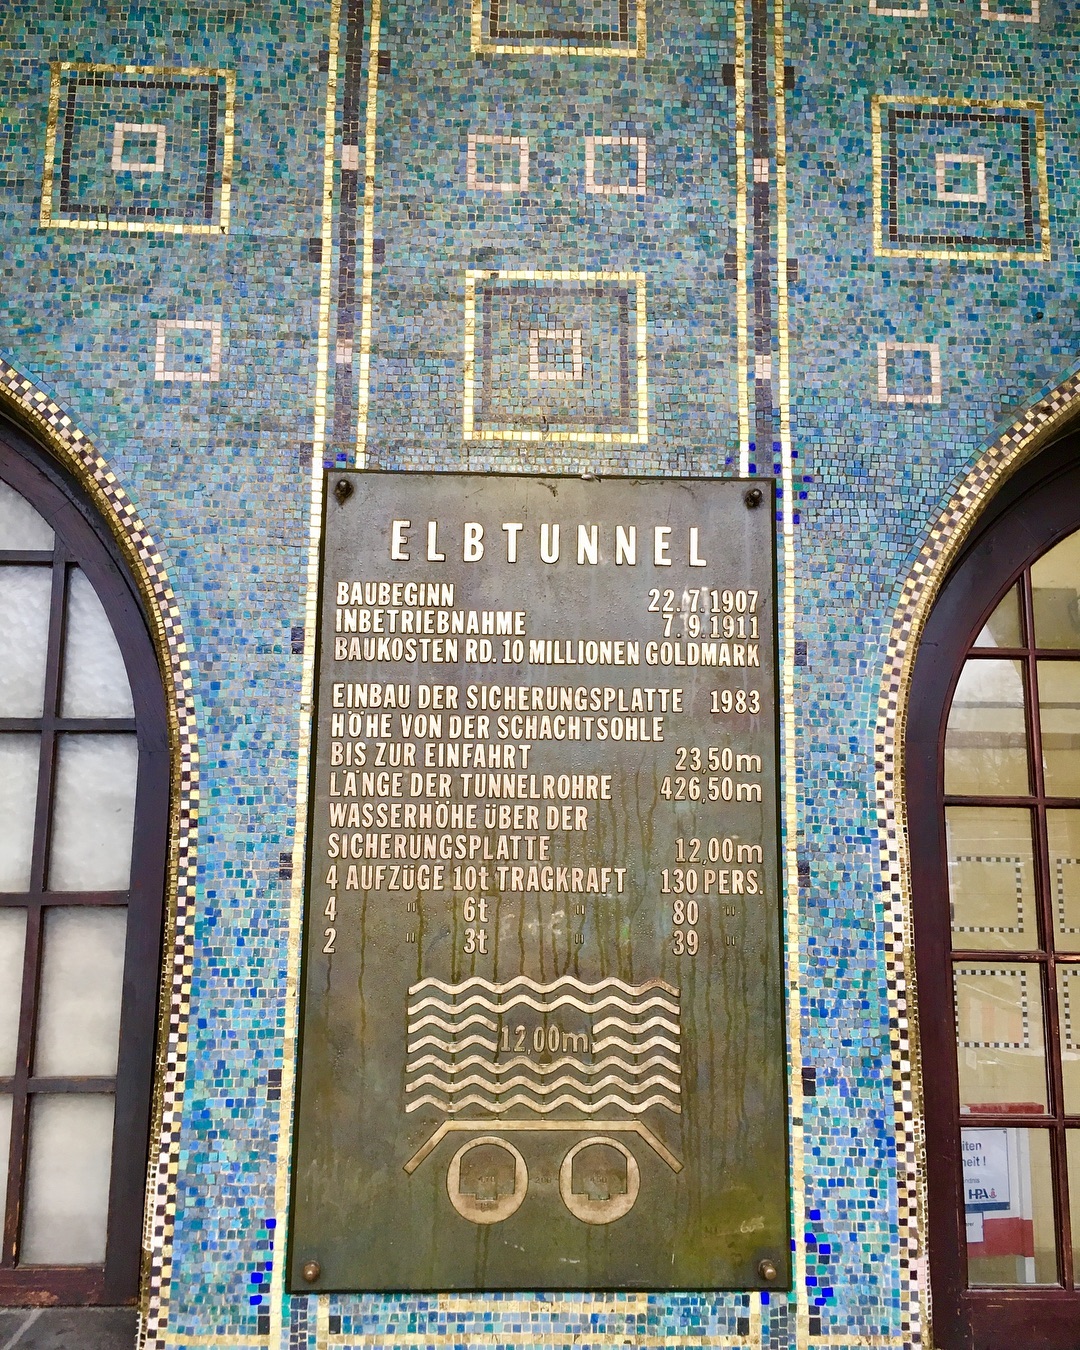 ELBTUNNEL
BAUBEGINN 22.7.1907
INBETRIEBNAHME 7.9.1911
BAUKOSTEN RD. 10 MILLIONEN GOLDMARK
EINBAU DER SICHERUNGSPLATTE 1983
HÖHE VON DER SCHACHTSOHLE
BIS ZUR EINFAHRT 23,50m
LÄNGE DER TUNNELROHRE 426,50m
WASSERHÖHE ÜBER DER
SICHERUNGSPLATTE 12,00m
4 AUFZÜGE 10t TRAGKRAFT 130 PERS.
4 " 6t " 80 "
2 " 3t " 39 "
12,00m
HPA